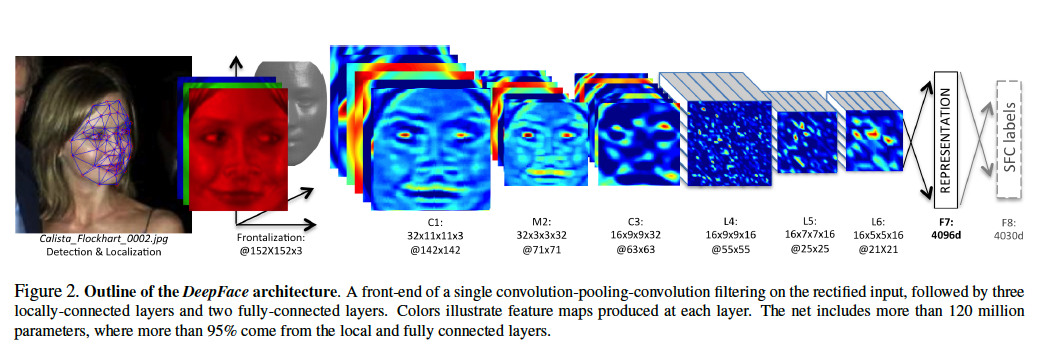 Calista_Flockhart_0002.jpg
Detection & Localization
Frontalization:
@152X152x3
C1:
32x11x11x3
@142x142
M2:
32x3x3x32
@71x71
C3:
16x9x9x32
@63x63
L4:
16x9x9x16
@55x55
L5:
16x7x7x16
@25x25
L6:
16x5x5x16
@21X21
REPRESENTATION
F7:
4096d
SFC labels
F8:
4030d
Figure 2. Outline of the DeepFace architecture. A front-end of a single convolution-pooling-convolution filtering on the rectified input, followed by three
locally-connected layers and two fully-connected layers. Colors illustrate feature maps produced at each layer. The net includes more than 120 million
parameters, where more than 95% come from the local and fully connected layers.